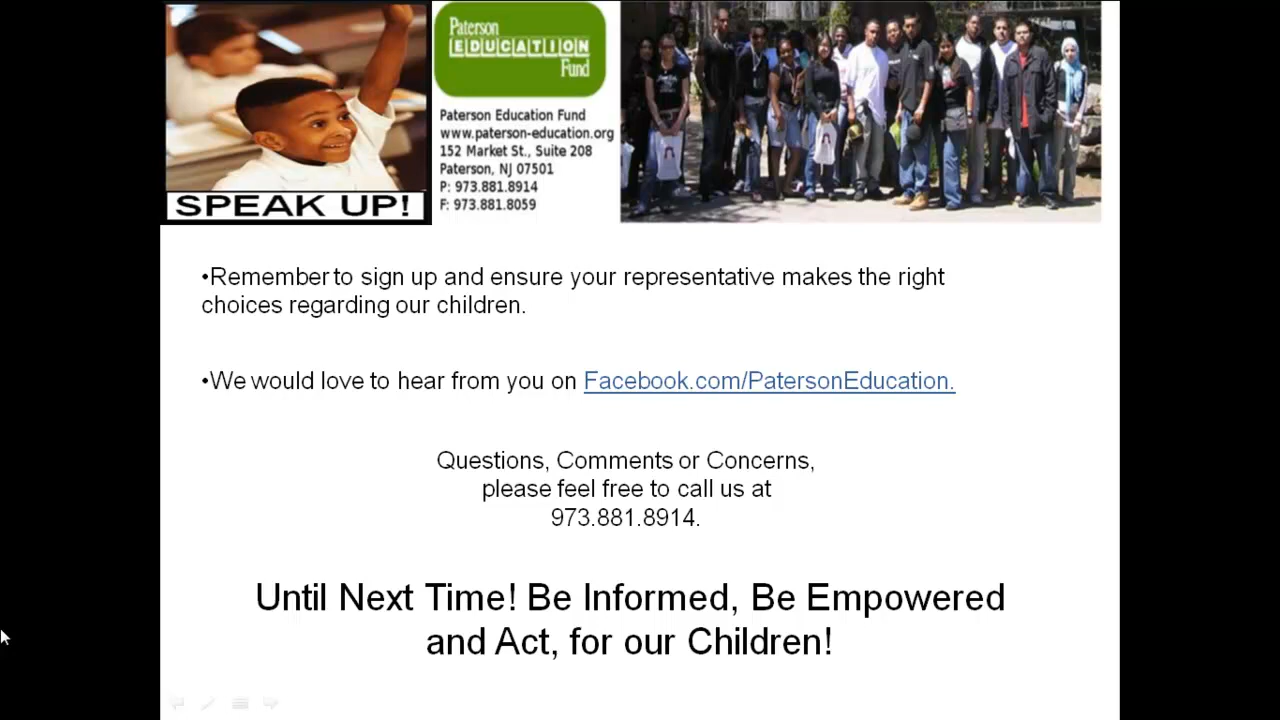 SPEAK UP!
Paterson
EDUCATION
Fund
Paterson Education Fund
www.paterson-education.org
152 Market St., Suite 208
Paterson, NJ 07501
P: 973.881.8914
F: 973.881.8059
•Remember to sign up and ensure your representative makes the right
choices regarding our children.
•We would love to hear from you on Facebook.com/PatersonEducation.
Questions, Comments or Concerns,
please feel free to call us at
973.881.8914.
Until Next Time! Be Informed, Be Empowered
and Act, for our Children!